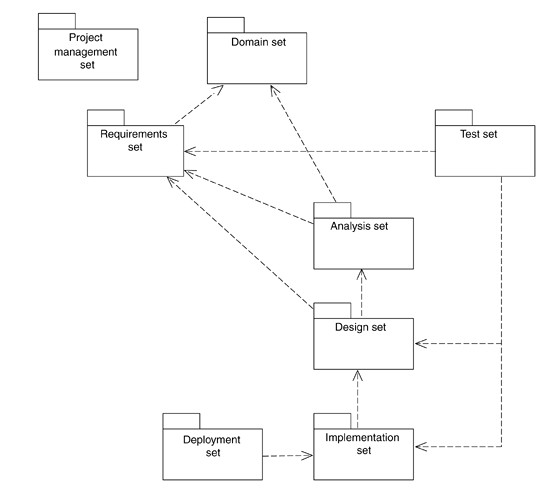 Project
management
set
Domain set
Requirements
set
Test set
Analysis set
Design set
Deployment
set
Implementation
set